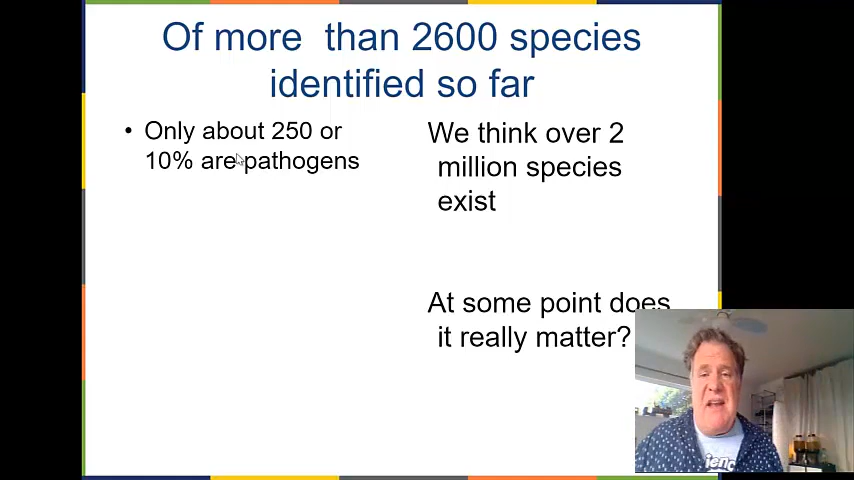 Of more than 2600 species
identified so far
• Only about 250 or
10% are pathogens
We think over 2
million species
exist
At some point does
it really matter?